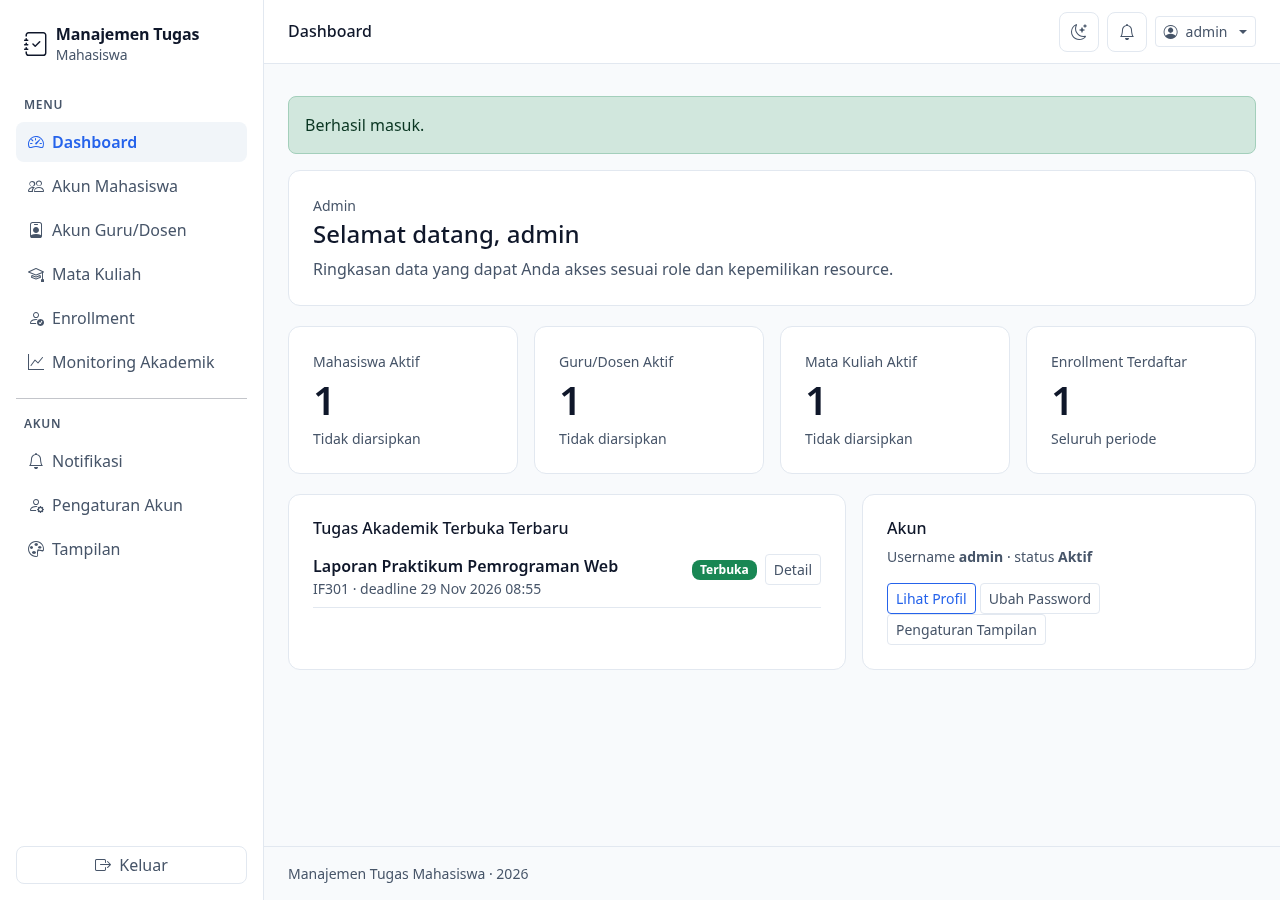 Manajemen Tugas
Mahasiswa
MENU
Dashboard
Akun Mahasiswa
Akun Guru/Dosen
Mata Kuliah
Enrollment
Monitoring Akademik
AKUN
Notifikasi
Pengaturan Akun
Tampilan
Keluar
Dashboard
admin
Berhasil masuk.
Admin
Selamat datang, admin
Ringkasan data yang dapat Anda akses sesuai role dan kepemilikan resource.
Mahasiswa Aktif
1
Tidak diarsipkan
Guru/Dosen Aktif
1
Tidak diarsipkan
Mata Kuliah Aktif
1
Tidak diarsipkan
Enrollment Terdaftar
1
Seluruh periode
Tugas Akademik Terbuka Terbaru
Laporan Praktikum Pemrograman Web
IF301 · deadline 29 Nov 2026 08:55
Terbuka
Detail
Akun
Username admin · status Aktif
Lihat Profil
Ubah Password
Pengaturan Tampilan
Manajemen Tugas Mahasiswa · 2026